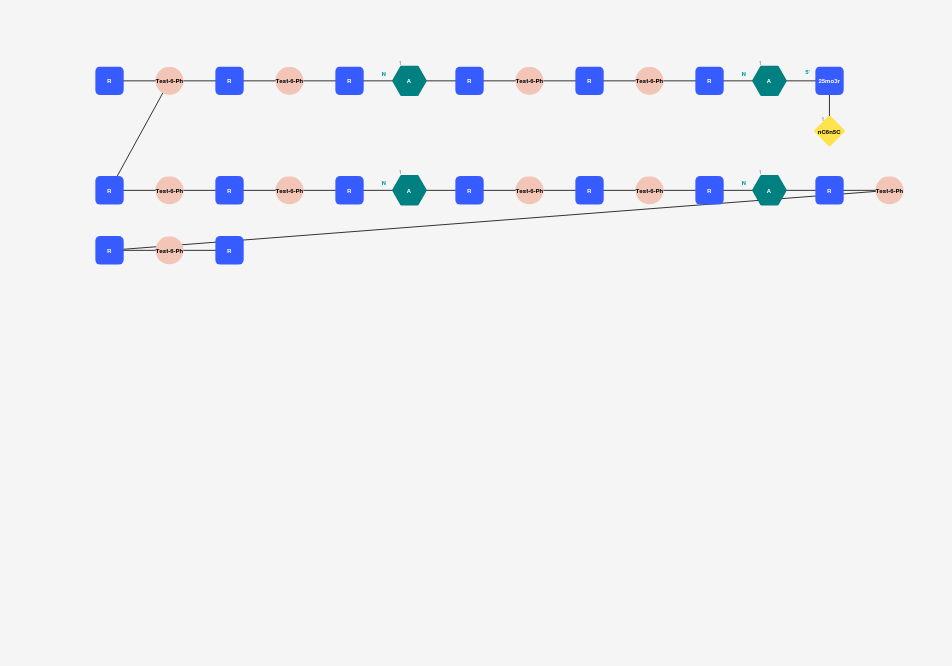 R Test-6-Ph R Test-6-Ph R N 1 A R Test-6-Ph R Test-6-Ph R N 1 A 5' 25mo3r
1 nC6n5C
R Test-6-Ph R Test-6-Ph R N 1 A R Test-6-Ph R Test-6-Ph R N 1 A R Test-6-Ph
R Test-6-Ph R